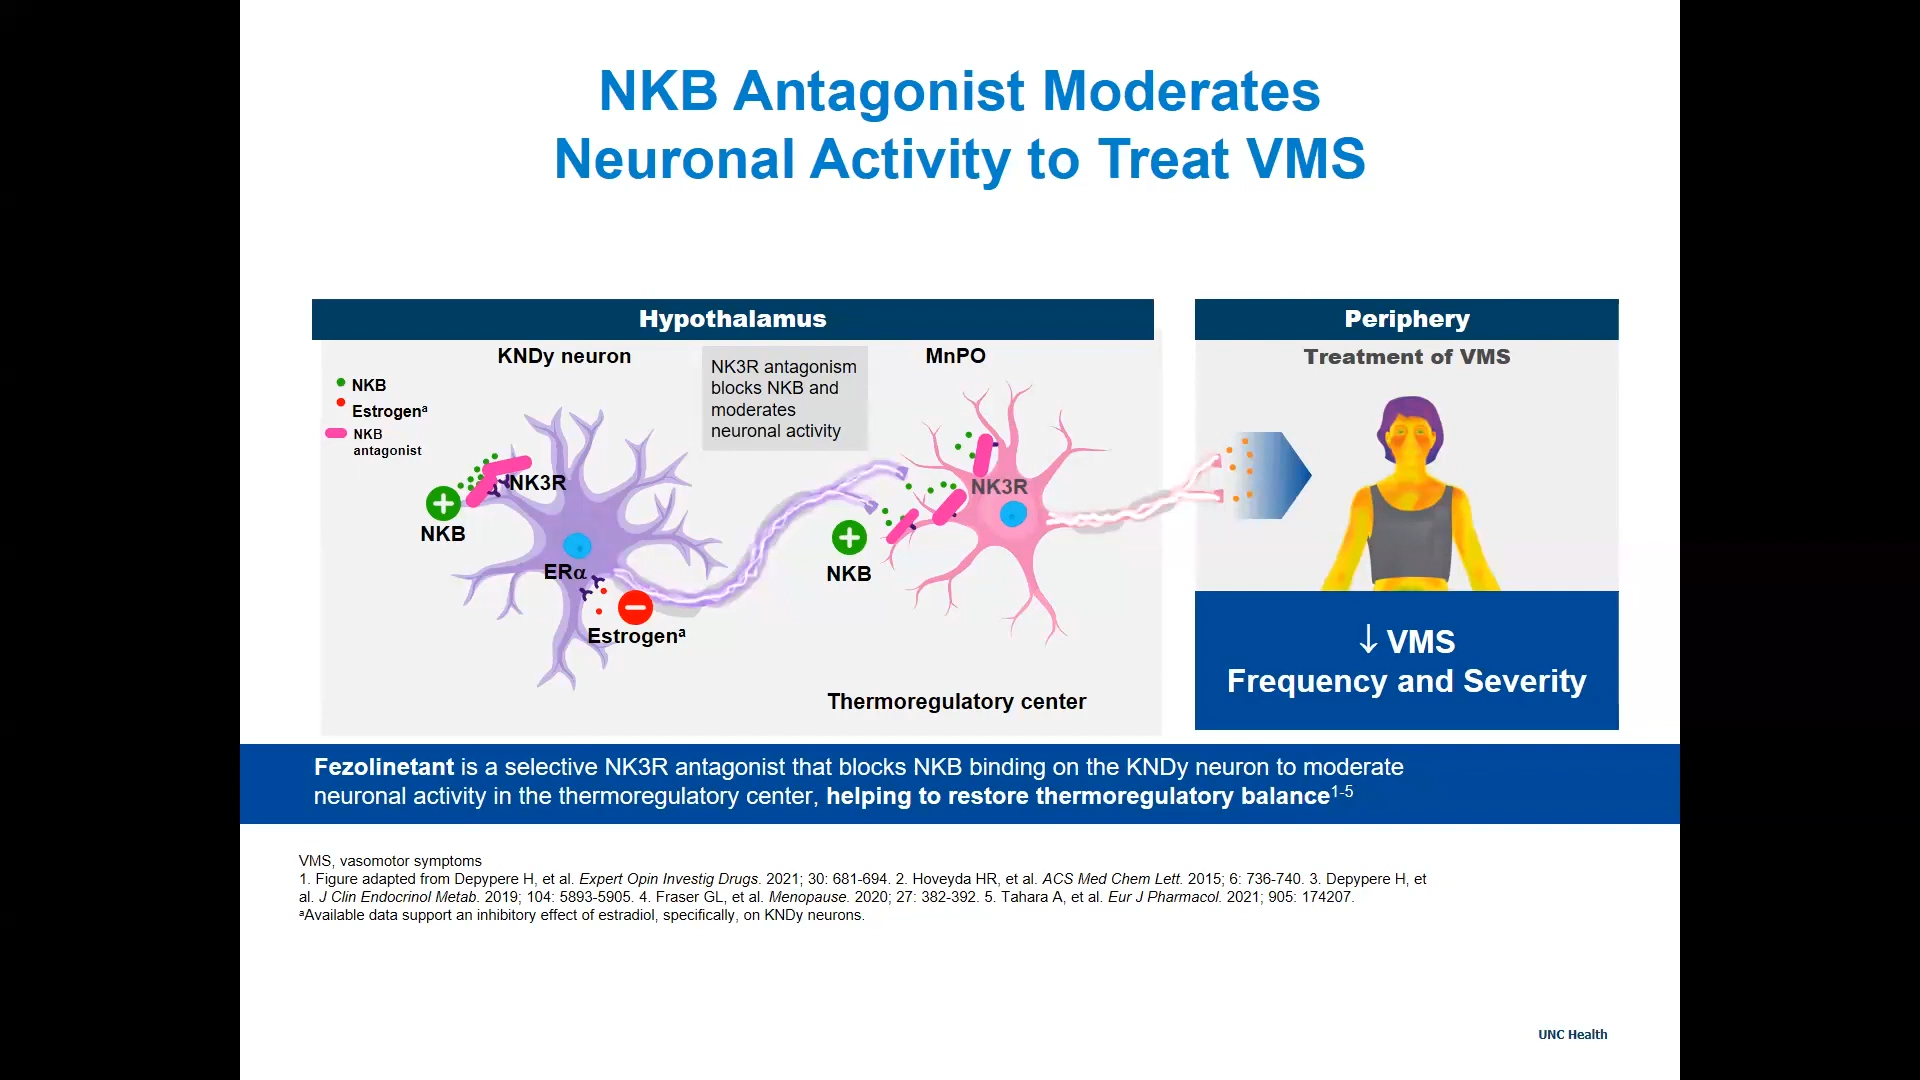 NKB Antagonist Moderates
Neuronal Activity to Treat VMS
Hypothalamus
KNDy neuron
NKB
Estrogenᵃ
NKB
antagonist
NK3R
NKB
ERα
Estrogenᵃ
NK3R antagonism
blocks NKB and
moderates
neuronal activity
MnPO
NK3R
NKB
Thermoregulatory center
Periphery
Treatment of VMS
↓ VMS
Frequency and Severity
Fezolinetant is a selective NK3R antagonist that blocks NKB binding on the KNDy neuron to moderate
neuronal activity in the thermoregulatory center, helping to restore thermoregulatory balance¹⁻⁵
VMS, vasomotor symptoms
1. Figure adapted from Depypere H, et al. Expert Opin Investig Drugs. 2021; 30: 681-694. 2. Hoveyda HR, et al. ACS Med Chem Lett. 2015; 6: 736-740. 3. Depypere H, et
al. J Clin Endocrinol Metab. 2019; 104: 5893-5905. 4. Fraser GL, et al. Menopause. 2020; 27: 382-392. 5. Tahara A, et al. Eur J Pharmacol. 2021; 905: 174207.
ᵃAvailable data support an inhibitory effect of estradiol, specifically, on KNDy neurons.
UNC Health